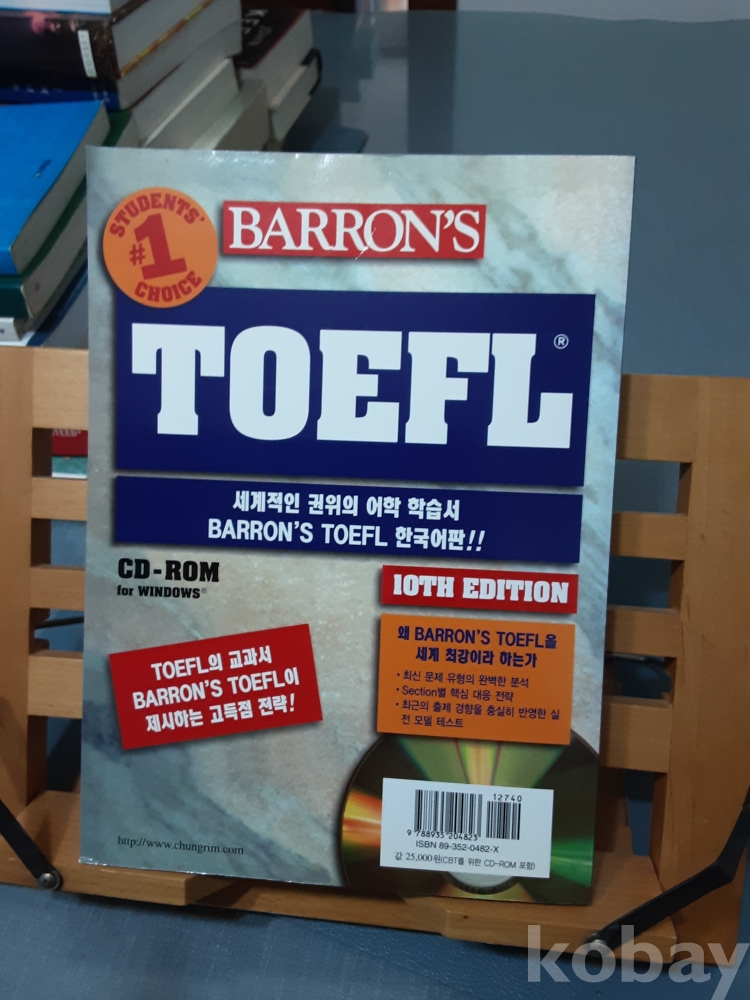 STUDENTS'
#1
CHOICE
BARRON'S
TOEFL®
세계적인 권위의 어학 학습서
BARRON'S TOEFL 한국어판!!
CD-ROM
for WINDOWS®
10TH EDITION
TOEFL의 교과서
BARRON'S TOEFL이
제시하는 고득점 전략!
왜 BARRON'S TOEFL을
세계 최강이라 하는가
· 최신 문제 유형의 완벽한 분석
· Section별 핵심 대응 전략
· 최근의 출제 경향을 충실히 반영한 실
전 모델 테스트
12740
9 788935 204823
ISBN 89-352-0482-X
값 25,000원(CBT를 위한 CD-ROM 포함)
http://www.chungrim.com
kobay